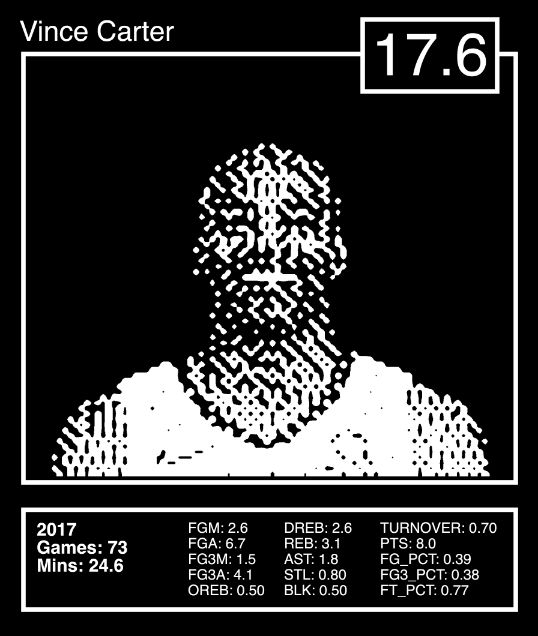 Vince Carter
17.6
2017
Games: 73
Mins: 24.6
FGM: 2.6
FGA: 6.7
FG3M: 1.5
FG3A: 4.1
OREB: 0.50
DREB: 2.6
REB: 3.1
AST: 1.8
STL: 0.80
BLK: 0.50
TURNOVER: 0.70
PTS: 8.0
FG_PCT: 0.39
FG3_PCT: 0.38
FT_PCT: 0.77